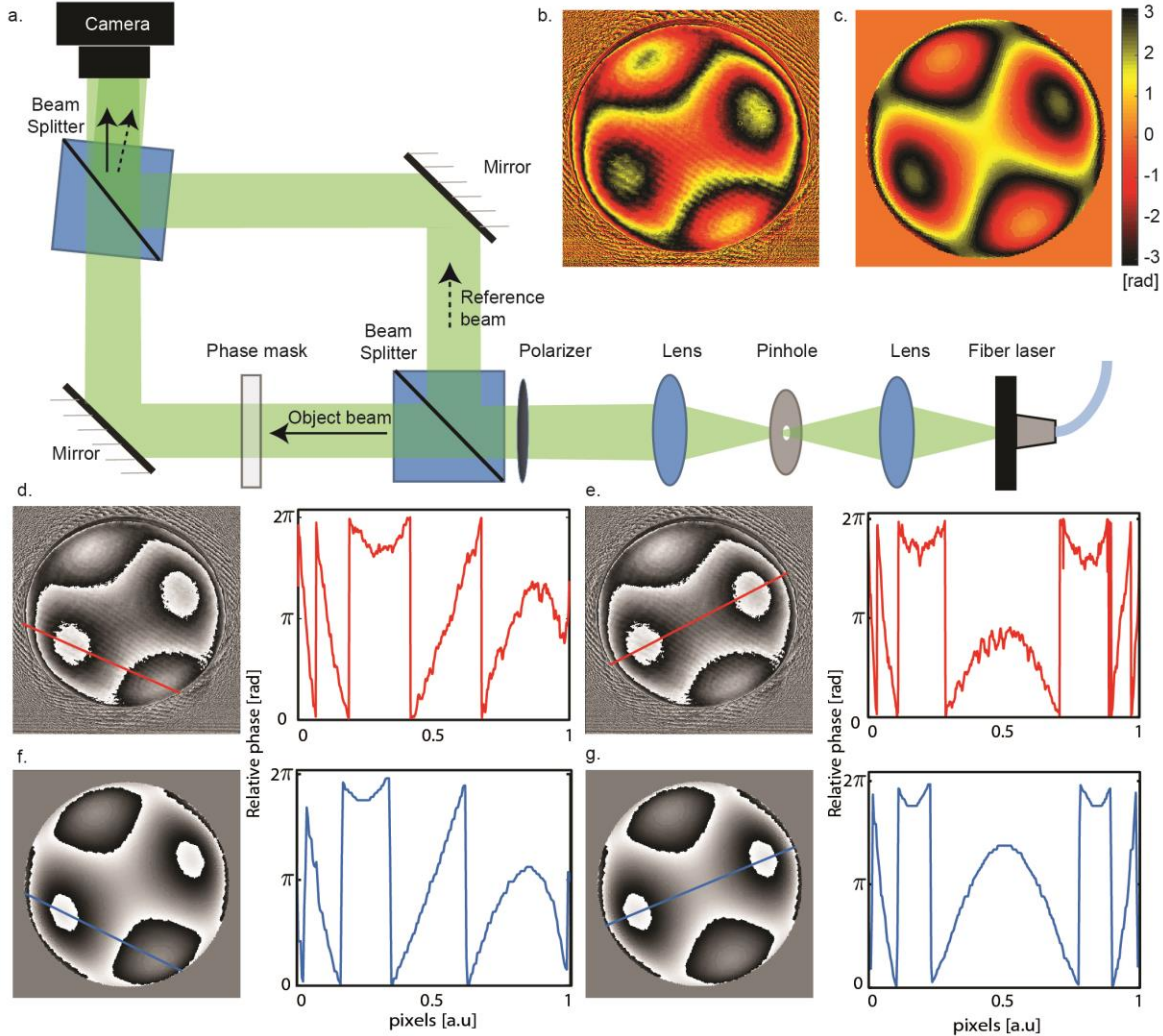 a.
Camera
Beam
Splitter
Mirror
Reference
beam
Beam
Splitter
Phase mask
Polarizer
Lens
Pinhole
Lens
Fiber laser
Object beam
Mirror
b.
c.
3
2
1
0
-1
-2
-3
[rad]
d.
2π
π
0
0
0.5
1
Relative phase [rad]
e.
2π
π
0
0
0.5
1
f.
2π
π
0
0
0.5
1
pixels [a.u]
Relative phase [rad]
g.
2π
π
0
0
0.5
1
pixels [a.u]